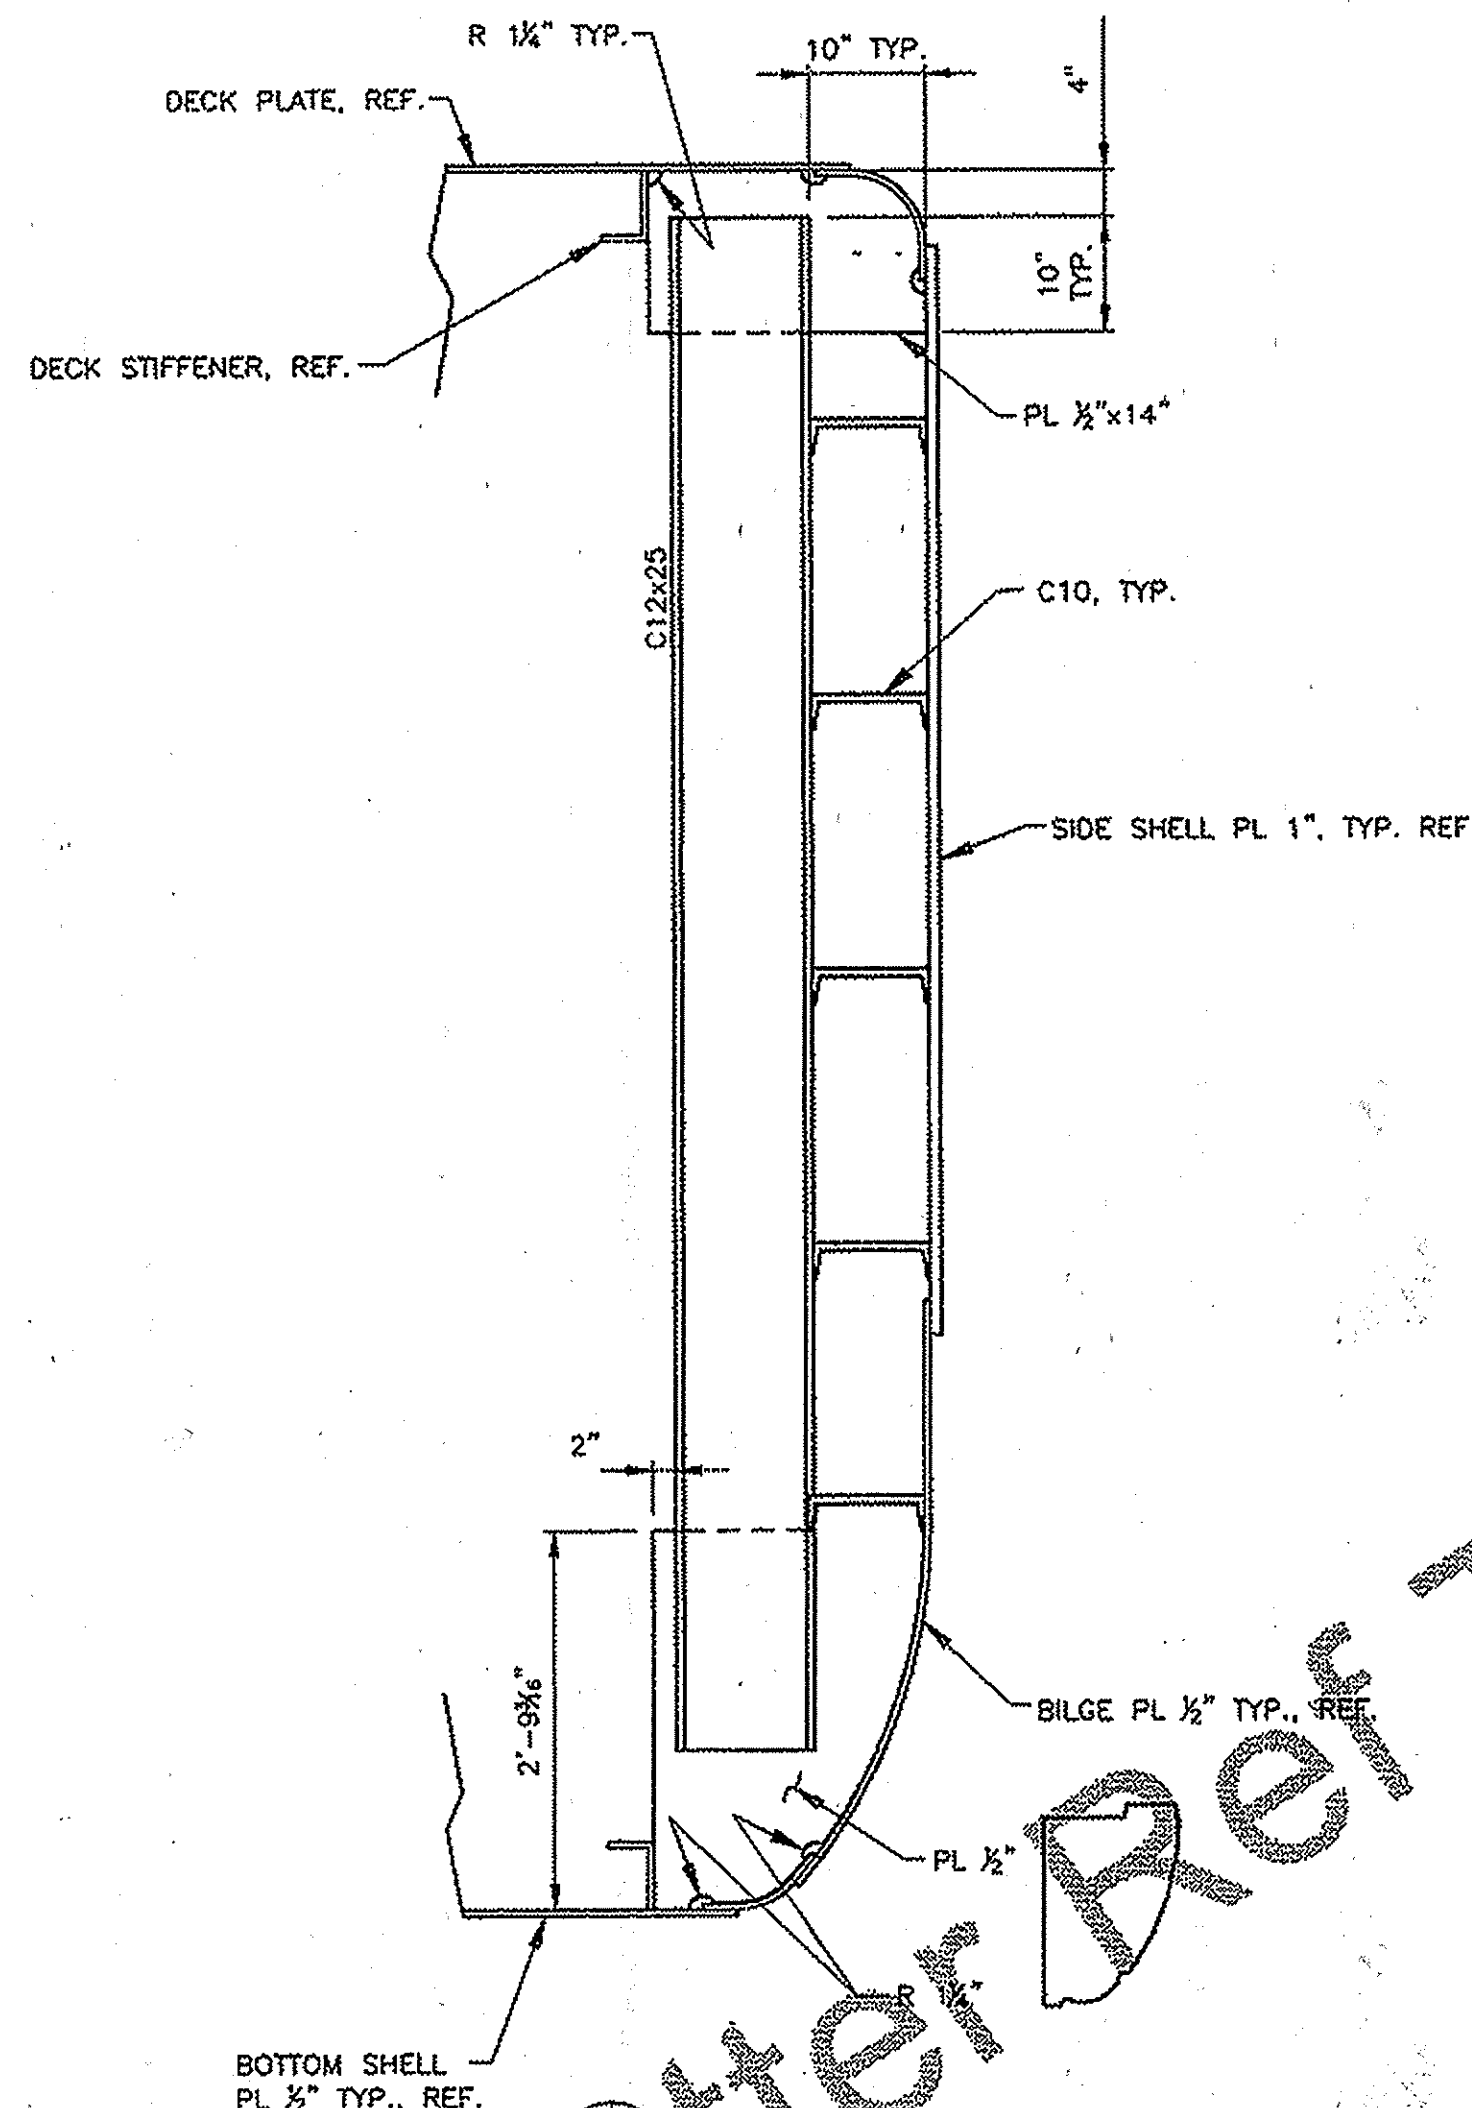 R 1¼" TYP.
10" TYP.
4"
DECK PLATE, REF.
10"
TYP.
DECK STIFFENER, REF.
PL ½"x14"
C12x25
C10, TYP.
SIDE SHELL PL 1", TYP. REF
2"
2'-9³⁄₁₆"
BILGE PL ½" TYP., REF.
PL ½"
R
BOTTOM SHELL
PL ½" TYP., REF.
ter Ref